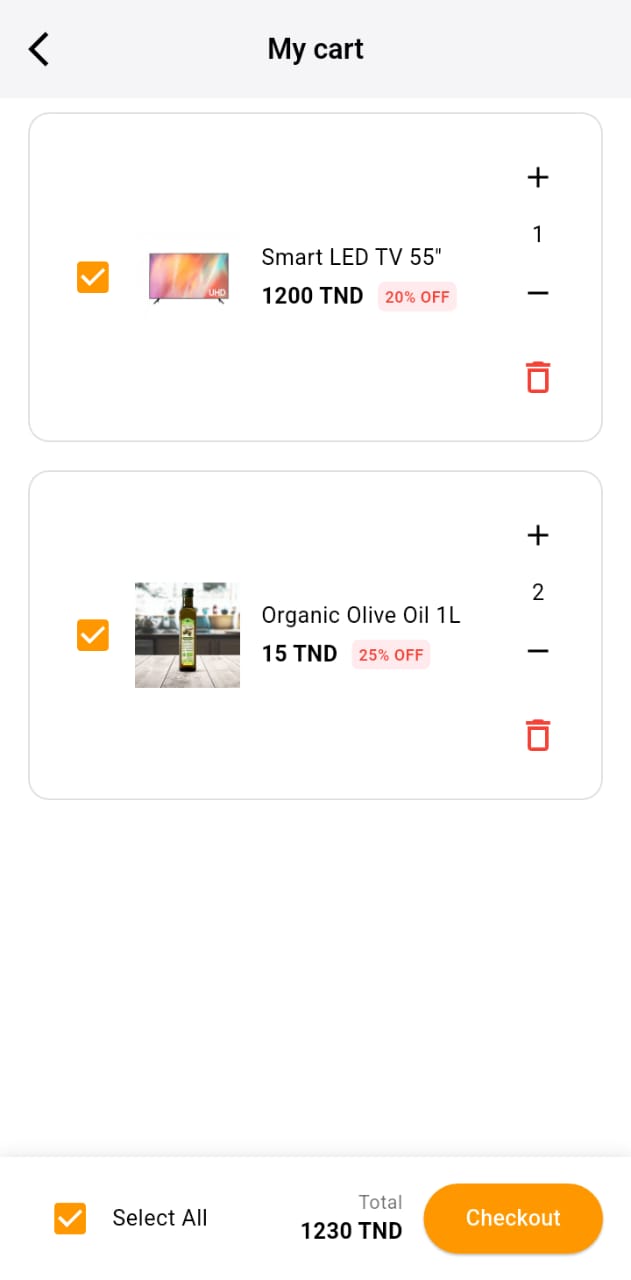 My cart
+
1
Smart LED TV 55"
1200 TND 20% OFF
−
UHD
+
2
Organic Olive Oil 1L
15 TND 25% OFF
−
Select All
Total
1230 TND
Checkout